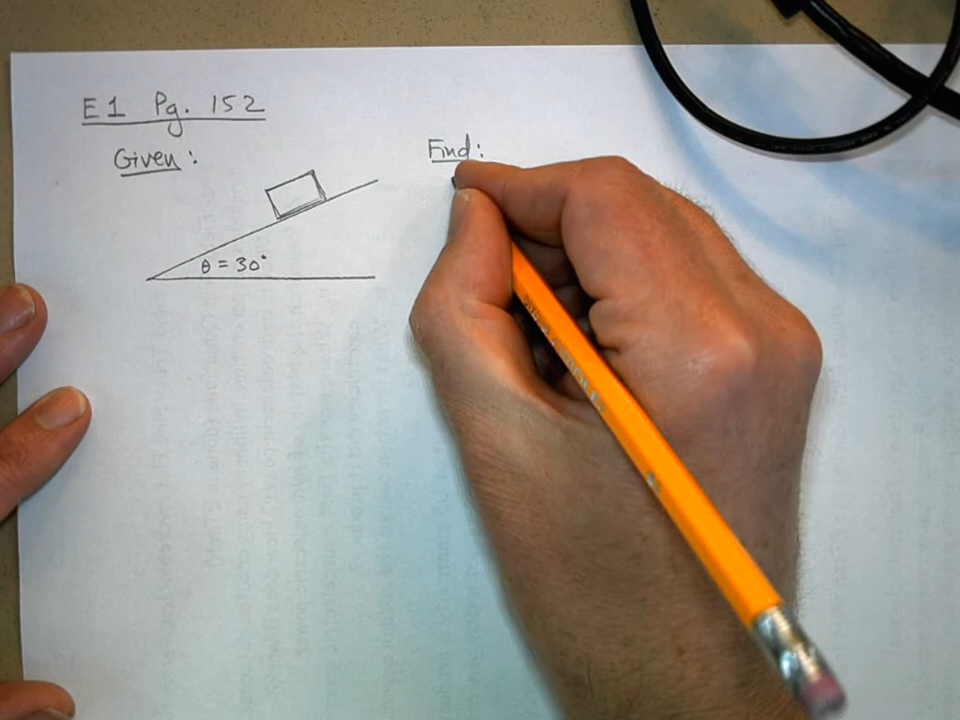 E1 Pg. 152
Given:
Find:
θ = 30°